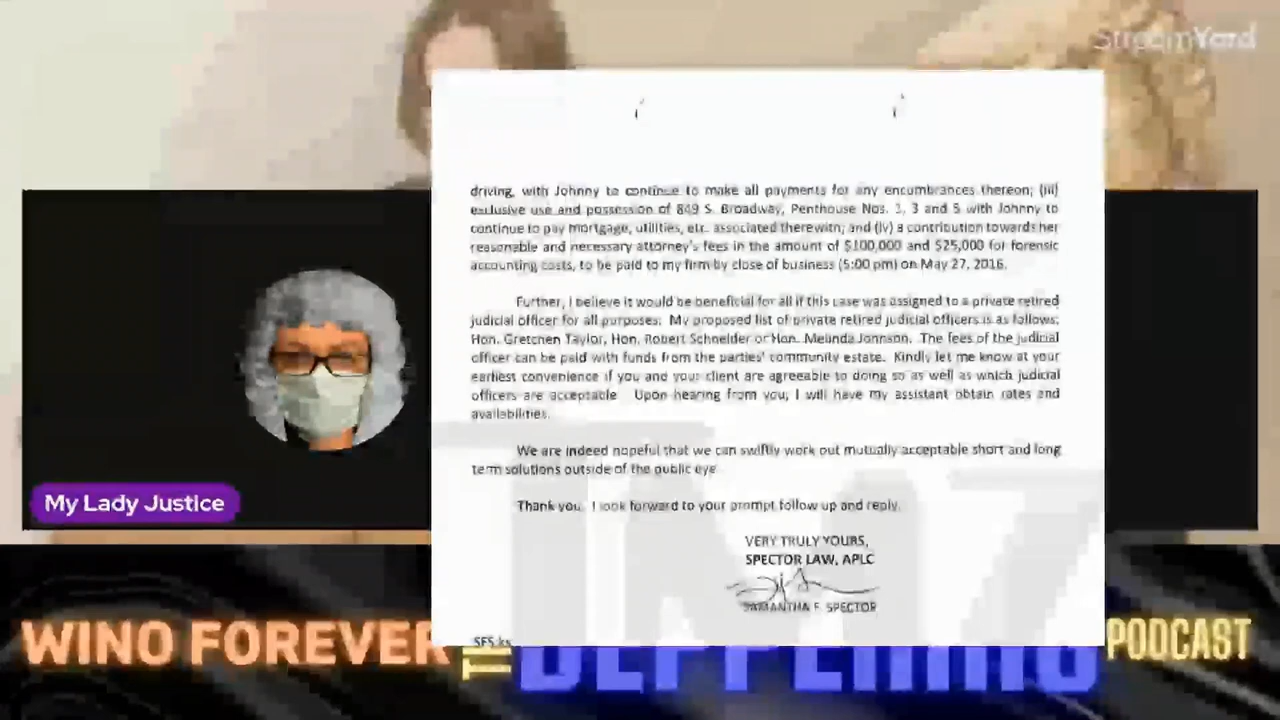 StreamYard
driving, with Johnny to continue to make all payments for any encumbrances thereon; (iii)
exclusive use and possession of 849 S. Broadway, Penthouse Nos. 1, 3 and 5 with Johnny to
continue to pay mortgage, utilities, etc. associated therewith; and (iv) a contribution towards her
reasonable and necessary attorney's fees in the amount of $100,000 and $25,000 for forensic
accounting costs, to be paid to my firm by close of business (5:00 pm) on May 27, 2016.
Further, I believe it would be beneficial for all if this case was assigned to a private retired
judicial officer for all purposes. My proposed list of private retired judicial officers is as follows:
Hon. Gretchen Taylor, Hon. Robert Schneider or Hon. Melinda Johnson. The fees of the judicial
officer can be paid with funds from the parties' community estate. Kindly let me know at your
earliest convenience if you and your client are agreeable to doing so as well as which judicial
officers are acceptable. Upon hearing from you, I will have my assistant obtain rates and
availabilities.
We are indeed hopeful that we can swiftly work out mutually acceptable short and long
term solutions outside of the public eye.
Thank you. I look forward to your prompt follow up and reply.
VERY TRULY YOURS,
SPECTOR LAW, APLC
SAMANTHA F. SPECTOR
SFS:ks
TMZ
My Lady Justice
WINO FOREVER
PODCAST